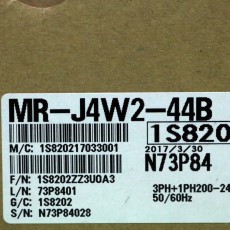 MR-J4W2-44B
1S820
M/C: 1S820217033001
2017/3/30
N73P84
F/N: 1S8202ZZ3U0A3
L/N: 73P8401
G/C: 1S8202
S/N: N73P84028
3PH+1PH200-24
50/60Hz